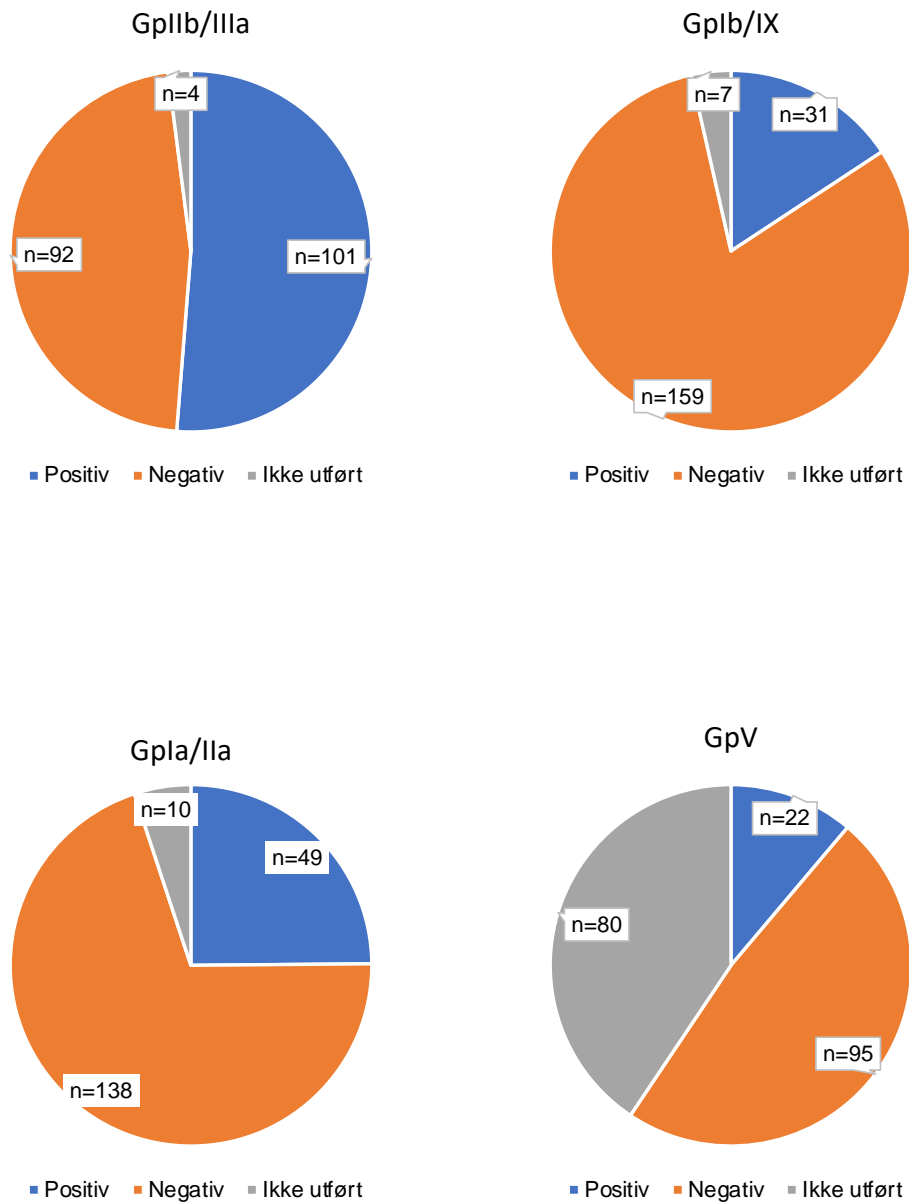 GpIIb/IIIa
n=4
n=92
n=101
Positiv Negativ Ikke utført
GpIb/IX
n=7
n=31
n=159
Positiv Negativ Ikke utført
GpIa/IIa
n=10
n=49
n=138
Positiv Negativ Ikke utført
GpV
n=22
n=80
n=95
Positiv Negativ Ikke utført